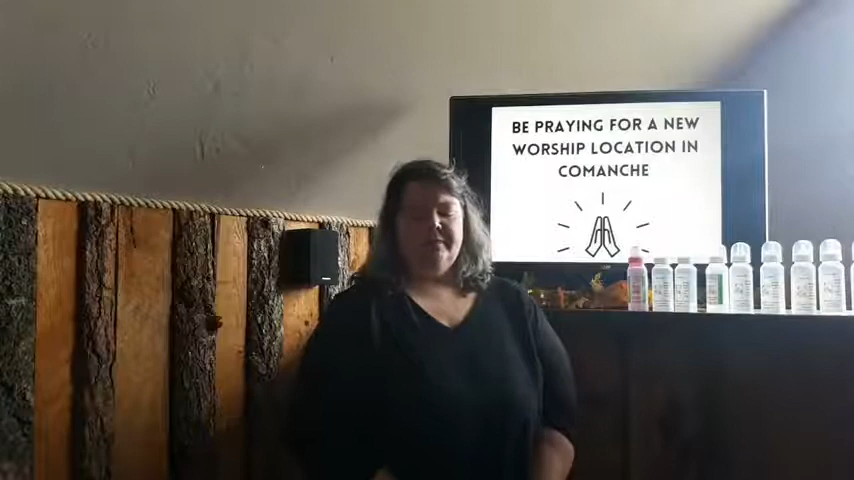 BE PRAYING FOR A NEW
WORSHIP LOCATION IN
COMANCHE